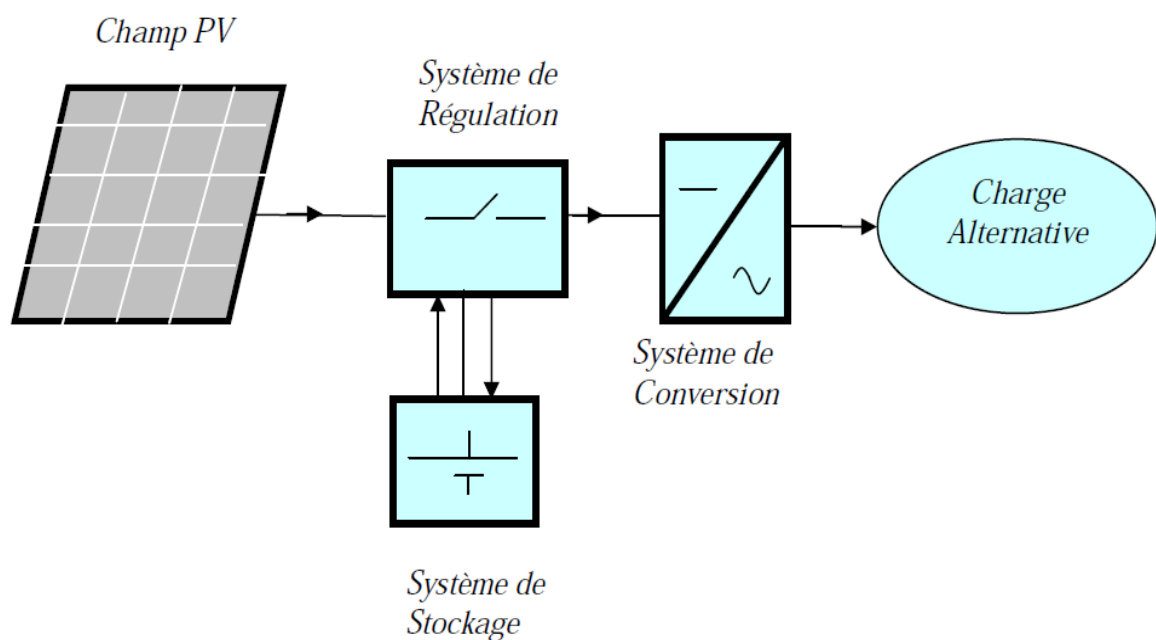 Champ PV
Système de
Régulation
Charge
Alternative
Système de
Conversion
Système de
Stockage